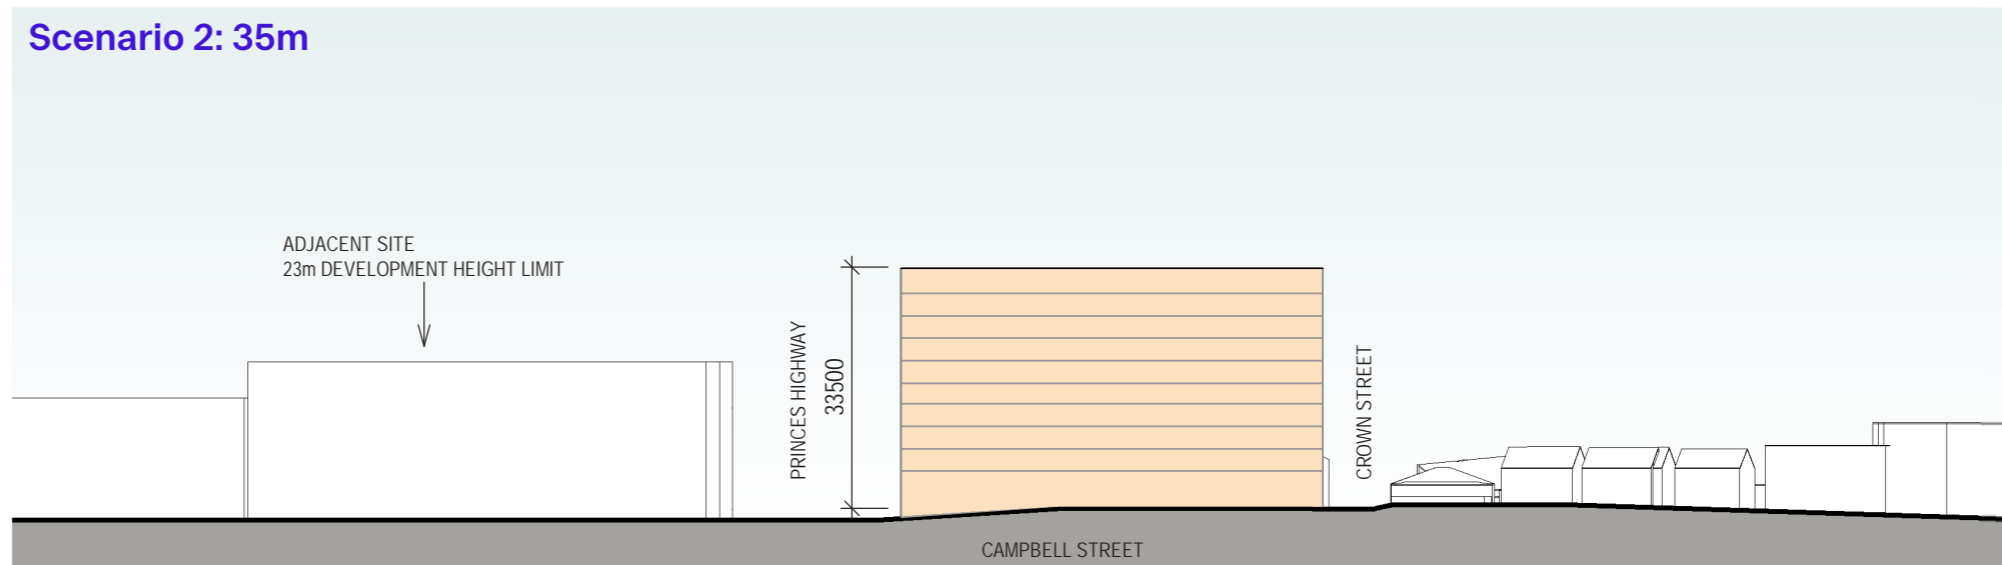 Scenario 2: 35m
ADJACENT SITE
23m DEVELOPMENT HEIGHT LIMIT
PRINCES HIGHWAY
33500
CROWN STREET
CAMPBELL STREET